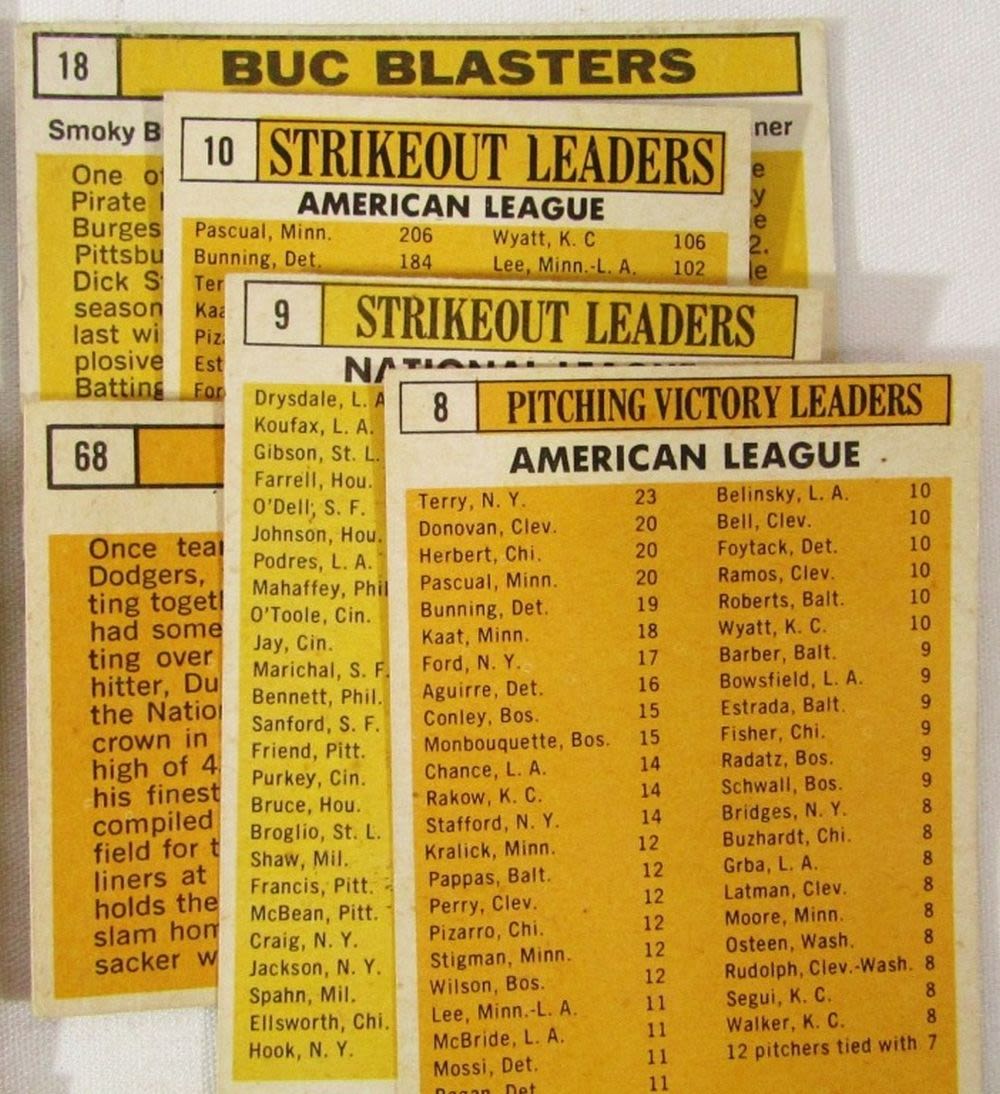 18 BUC BLASTERS
Smoky B ner
One of e
Pirate y
Burges e
Pittsbu 2.
Dick S e
season
last wi
plosive
Batting
10 STRIKEOUT LEADERS
AMERICAN LEAGUE
Pascual, Minn. 206 Wyatt, K. C 106
Bunning, Det. 184 Lee, Minn.-L. A. 102
Ter
Kaa
Piz
Est
For
9 STRIKEOUT LEADERS
NATIONAL LEAGUE
Drysdale, L. A
Koufax, L. A.
Gibson, St. L.
Farrell, Hou.
O'Dell, S. F.
Johnson, Hou.
Podres, L. A.
Mahaffey, Phil
O'Toole, Cin.
Jay, Cin.
Marichal, S. F.
Bennett, Phil.
Sanford, S. F.
Friend, Pitt.
Purkey, Cin.
Bruce, Hou.
Broglio, St. L.
Shaw, Mil.
Francis, Pitt.
McBean, Pitt.
Craig, N. Y.
Jackson, N. Y.
Spahn, Mil.
Ellsworth, Chi.
Hook, N. Y.
68
Once tea
Dodgers,
ting toget
had some
ting over
hitter, Du
the Natio
crown in
high of 4
his finest
compiled
field for t
liners at
holds the
slam hom
sacker w
8 PITCHING VICTORY LEADERS
AMERICAN LEAGUE
Terry, N. Y. 23 Belinsky, L. A. 10
Donovan, Clev. 20 Bell, Clev. 10
Herbert, Chi. 20 Foytack, Det. 10
Pascual, Minn. 20 Ramos, Clev. 10
Bunning, Det. 19 Roberts, Balt. 10
Kaat, Minn. 18 Wyatt, K. C. 10
Ford, N. Y. 17 Barber, Balt. 9
Aguirre, Det. 16 Bowsfield, L. A. 9
Conley, Bos. 15 Estrada, Balt. 9
Monbouquette, Bos. 15 Fisher, Chi. 9
Chance, L. A. 14 Radatz, Bos. 9
Rakow, K. C. 14 Schwall, Bos. 9
Stafford, N. Y. 14 Bridges, N. Y. 8
Kralick, Minn. 12 Buzhardt, Chi. 8
Pappas, Balt. 12 Grba, L. A. 8
Perry, Clev. 12 Latman, Clev. 8
Pizarro, Chi. 12 Moore, Minn. 8
Stigman, Minn. 12 Osteen, Wash. 8
Wilson, Bos. 12 Rudolph, Clev.-Wash. 8
Lee, Minn.-L. A. 11 Segui, K. C. 8
McBride, L. A. 11 Walker, K. C. 8
Mossi, Det. 11 12 pitchers tied with 7
Regan, Det. 11